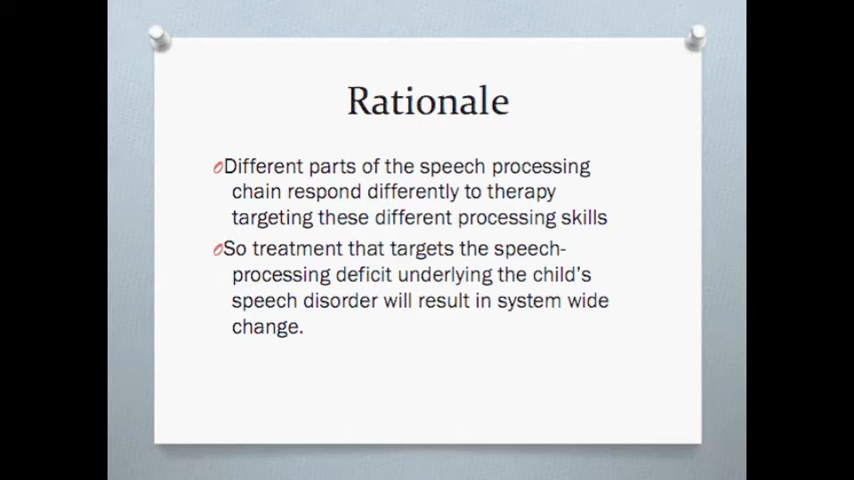 Rationale
Different parts of the speech processing
chain respond differently to therapy
targeting these different processing skills
So treatment that targets the speech-
processing deficit underlying the child's
speech disorder will result in system wide
change.